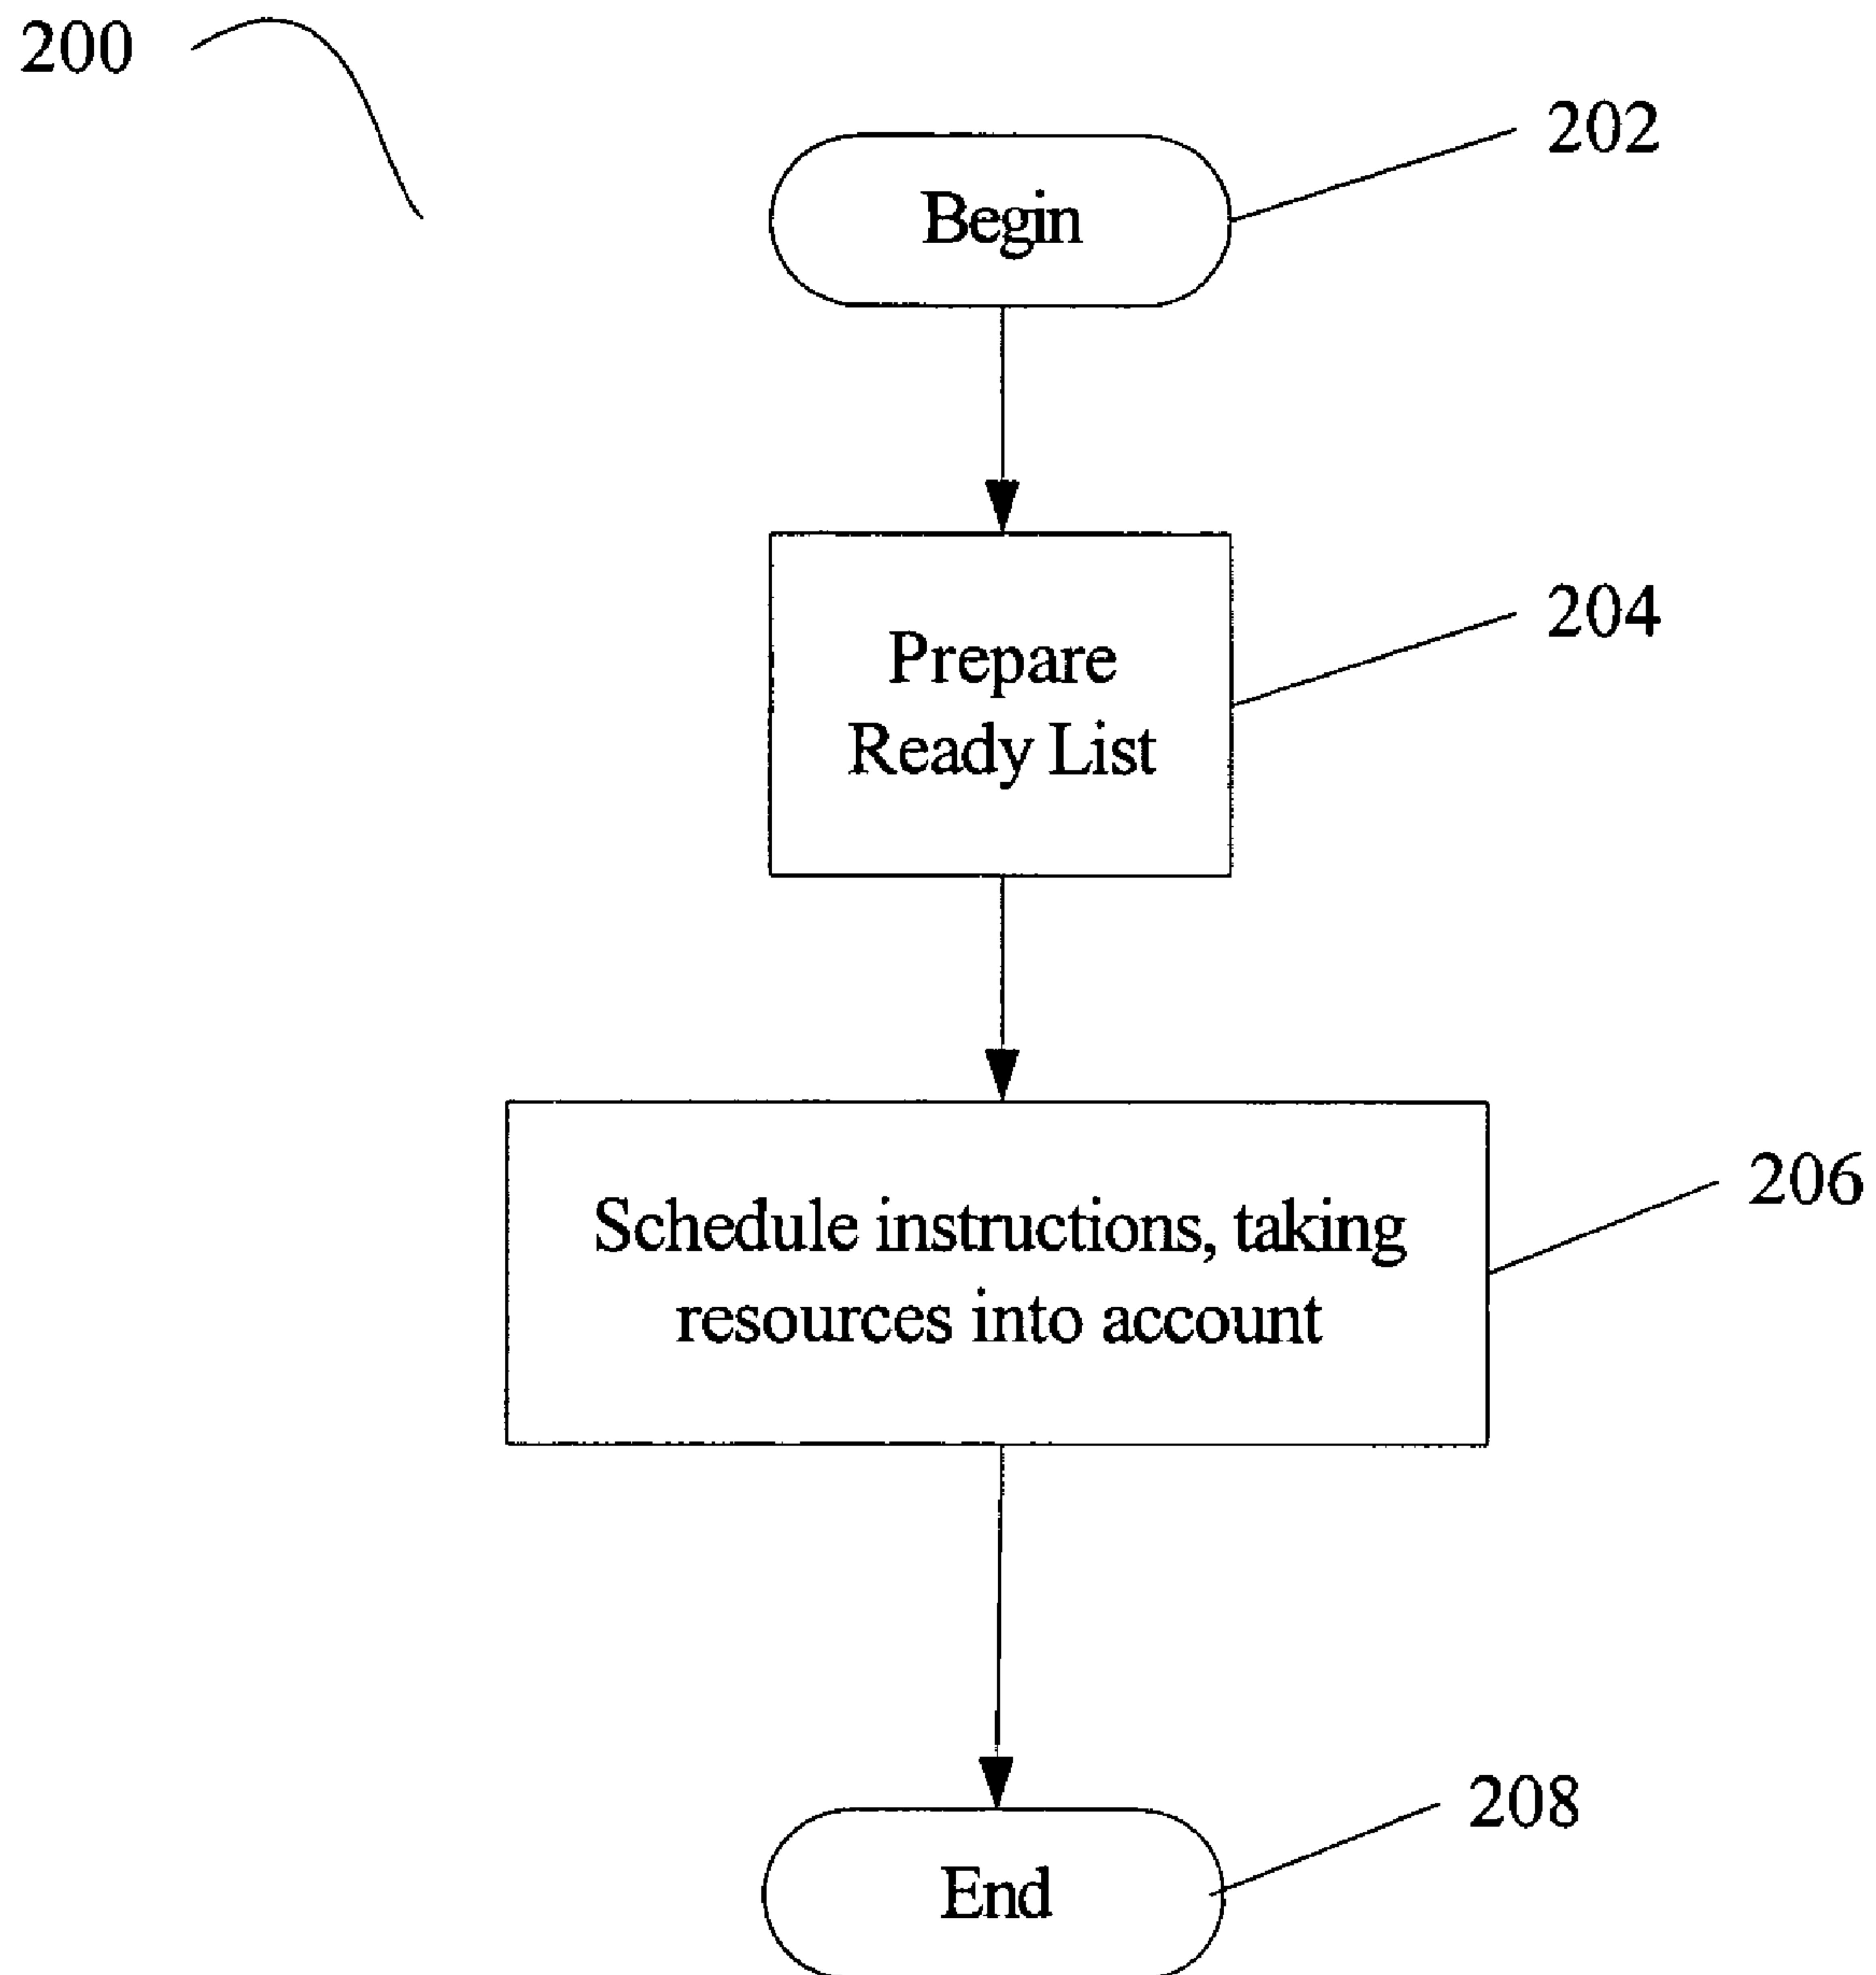 200
202
Begin
204
Prepare
Ready List
206
Schedule instructions, taking
resources into account
208
End